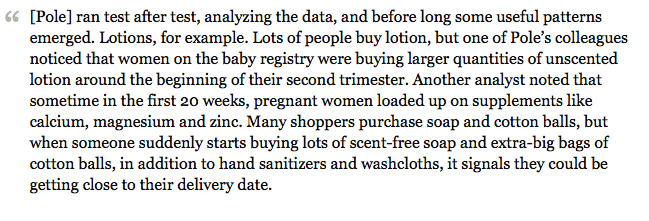 “ [Pole] ran test after test, analyzing the data, and before long some useful patterns
emerged. Lotions, for example. Lots of people buy lotion, but one of Pole’s colleagues
noticed that women on the baby registry were buying larger quantities of unscented
lotion around the beginning of their second trimester. Another analyst noted that
sometime in the first 20 weeks, pregnant women loaded up on supplements like
calcium, magnesium and zinc. Many shoppers purchase soap and cotton balls, but
when someone suddenly starts buying lots of scent-free soap and extra-big bags of
cotton balls, in addition to hand sanitizers and washcloths, it signals they could be
getting close to their delivery date.